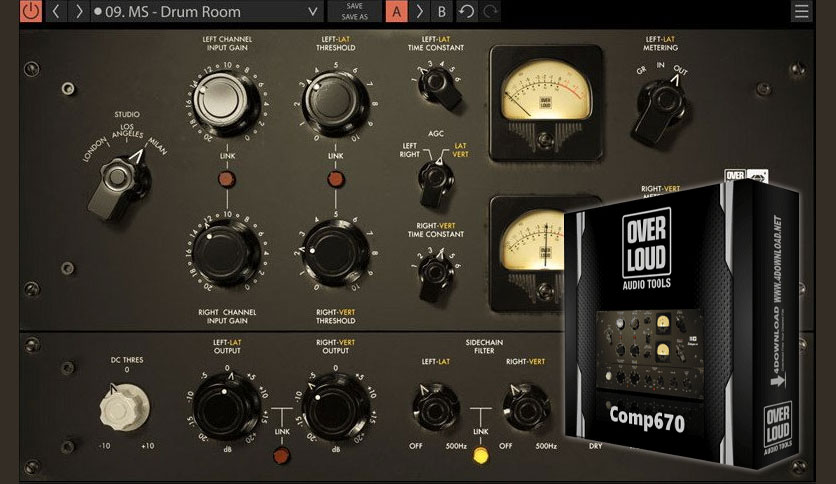 09. MS - Drum Room
SAVE
SAVE AS
A
B
LEFT CHANNEL
INPUT GAIN
LEFT-LAT
THRESHOLD
LEFT-LAT
TIME CONSTANT
LEFT-LAT
METERING
GR IN OUT
STUDIO
LONDON
LOS
ANGELES
MILAN
LINK
LINK
AGC
LEFT
RIGHT
LAT
VERT
OVER
LOUD
RIGHT-VERT
TIME CONSTANT
RIGHT-VERT
RIGHT CHANNEL
INPUT GAIN
RIGHT-VERT
THRESHOLD
DC THRES
0
-10 +10
LEFT-LAT
OUTPUT
RIGHT-VERT
OUTPUT
LINK
dB
dB
SIDECHAIN
FILTER
LEFT-LAT
RIGHT-VERT
LINK
OFF 500Hz
OFF 500Hz
DRY
OVER
LOUD
AUDIO TOOLS
Comp670
4DOWNLOAD WWW.4DOWNLOAD.NET
OVER
LOUD
AUDIO TOOLS